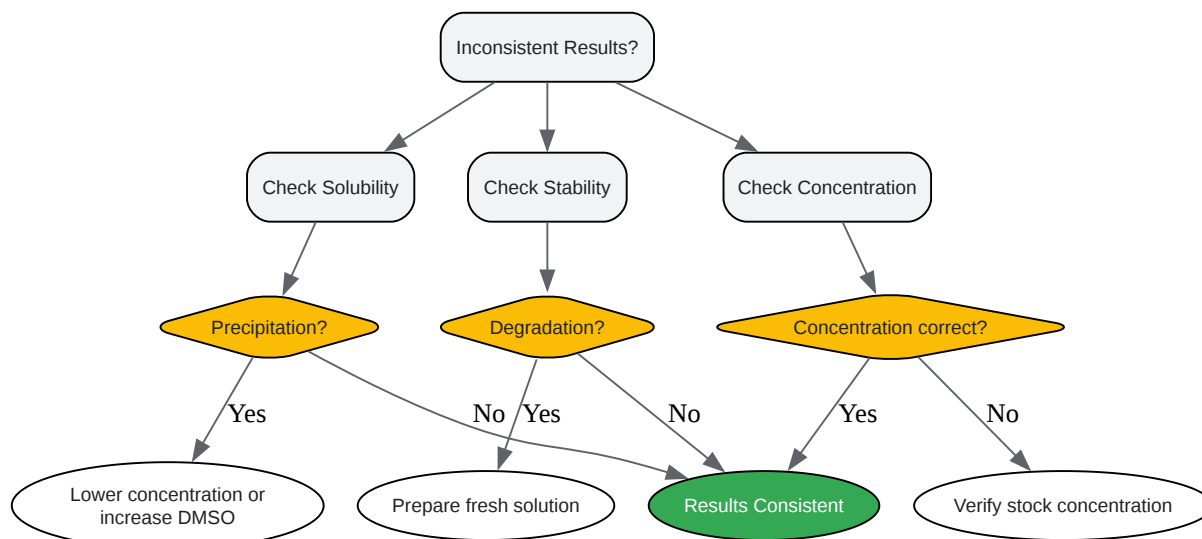 Inconsistent Results?
Check Solubility
Check Stability
Check Concentration
Precipitation?
Degradation?
Concentration correct?
Yes
No
Yes
No
Yes
No
Lower concentration or
increase DMSO
Prepare fresh solution
Results Consistent
Verify stock concentration